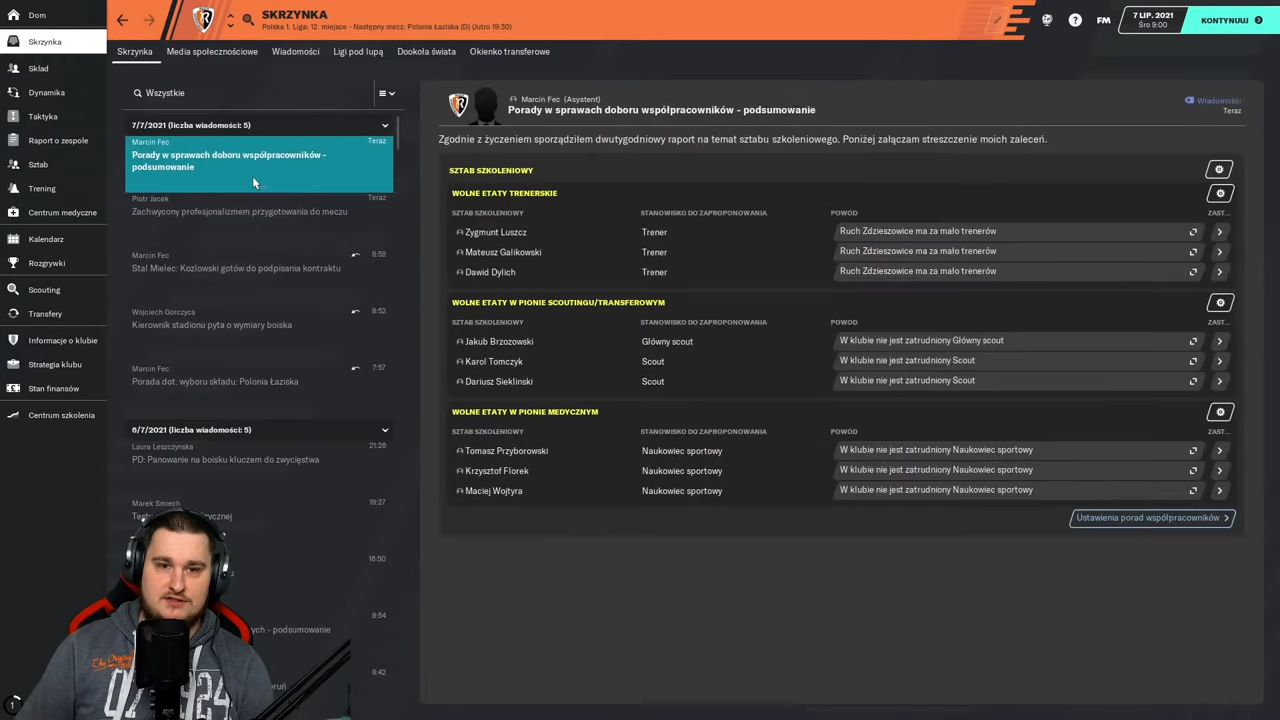 Dom
Skrzynka
Skład
Dynamika
Taktyka
Raport o zespole
Sztab
Trening
Centrum medyczne
Kalendarz
Rozgrywki
Scouting
Transfery
Informacje o klubie
Strategia klubu
Stan finansów
Centrum szkolenia
1
SKRZYNKA
Polska 1. Liga: 12. miejsce - Następny mecz: Polonia Łaziska (D) (Jutro 19:30)
FM
7 LIP. 2021
Śro 9:00
KONTYNUUJ
Skrzynka
Media społecznościowe
Wiadomości
Ligi pod lupą
Dookoła świata
Okienko transferowe
Wszystkie
7/7/2021 (liczba wiadomości: 5)
Marcin Fec
Teraz
Porady w sprawach doboru współpracowników -
podsumowanie
Piotr Jacek
Teraz
Zachwycony profesjonalizmem przygotowania do meczu
Marcin Fec
8:52
Stal Mielec: Kozlowski gotów do podpisania kontraktu
Wojciech Gorczyca
8:52
Kierownik stadionu pyta o wymiary boiska
Marcin Fec
7:57
Porada dot. wyboru składu: Polonia Łaziska
6/7/2021 (liczba wiadomości: 5)
Laura Leszczyńska
21:26
PD: Panowanie na boisku kluczem do zwycięstwa
Marek Śmiech
19:27
16:50
8:54
- podsumowanie
8:42
Marcin Fec (Asystent)
Porady w sprawach doboru współpracowników - podsumowanie
Wiadomości
Teraz
Zgodnie z życzeniem sporządziłem dwutygodniowy raport na temat sztabu szkoleniowego. Poniżej załączam streszczenie moich zaleceń.
SZTAB SZKOLENIOWY
WOLNE ETATY TRENERSKIE
SZTAB SZKOLENIOWY STANOWISKO DO ZAPROPONOWANIA POWÓD ZAST...
Zygmunt Luszcz Trener Ruch Zdzieszowice ma za mało trenerów
Mateusz Galikowski Trener Ruch Zdzieszowice ma za mało trenerów
Dawid Dylich Trener Ruch Zdzieszowice ma za mało trenerów
WOLNE ETATY W PIONIE SCOUTINGU/TRANSFEROWYM
SZTAB SZKOLENIOWY STANOWISKO DO ZAPROPONOWANIA POWÓD ZAST...
Jakub Brzozowski Główny scout W klubie nie jest zatrudniony Główny scout
Karol Tomczyk Scout W klubie nie jest zatrudniony Scout
Dariusz Sieklinski Scout W klubie nie jest zatrudniony Scout
WOLNE ETATY W PIONIE MEDYCZNYM
SZTAB SZKOLENIOWY STANOWISKO DO ZAPROPONOWANIA POWÓD ZAST...
Tomasz Przyborowski Naukowiec sportowy W klubie nie jest zatrudniony Naukowiec sportowy
Krzysztof Florek Naukowiec sportowy W klubie nie jest zatrudniony Naukowiec sportowy
Maciej Wojtyra Naukowiec sportowy W klubie nie jest zatrudniony Naukowiec sportowy
Ustawienia porad współpracowników